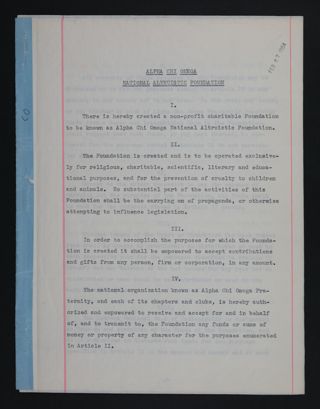 ALPHA CHI OMEGA
NATIONAL ALTRUISTIC FOUNDATION
I.
There is hereby created a non-profit charitable Foundation
to be known as Alpha Chi Omega National Altruistic Foundation.
II.
The Foundation is created and is to be operated exclusive-
ly for religious, charitable, scientific, literary and educa-
tional purposes, and for the prevention of cruelty to children
and animals. No substantial part of the activities of this
Foundation shall be the carrying on of propaganda, or otherwise
attempting to influence legislation.
III.
In order to accomplish the purposes for which the Founda-
tion is created it shall be empowered to accept contributions
and gifts from any person, firm or corporation, in any amount.
IV.
The national organization known as Alpha Chi Omega Fra-
ternity, and each of its chapters and clubs, is hereby auth-
orized and empowered to receive and accept for and in behalf
of, and to transmit to, the Foundation any funds or sums of
money or property of any character for the purposes enumerated
in Article II.